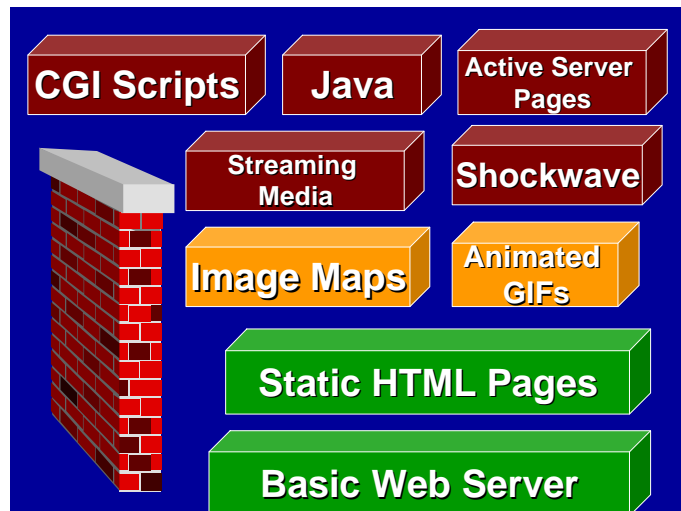 CGI Scripts
Java
Active Server
Pages
Streaming
Media
Shockwave
Image Maps
Animated
GIFs
Static HTML Pages
Basic Web Server